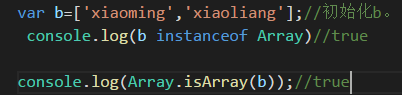 var b=['xiaoming','xiaoliang'];//初始化b。
console.log(b instanceof Array)//true
console.log(Array.isArray(b));//true